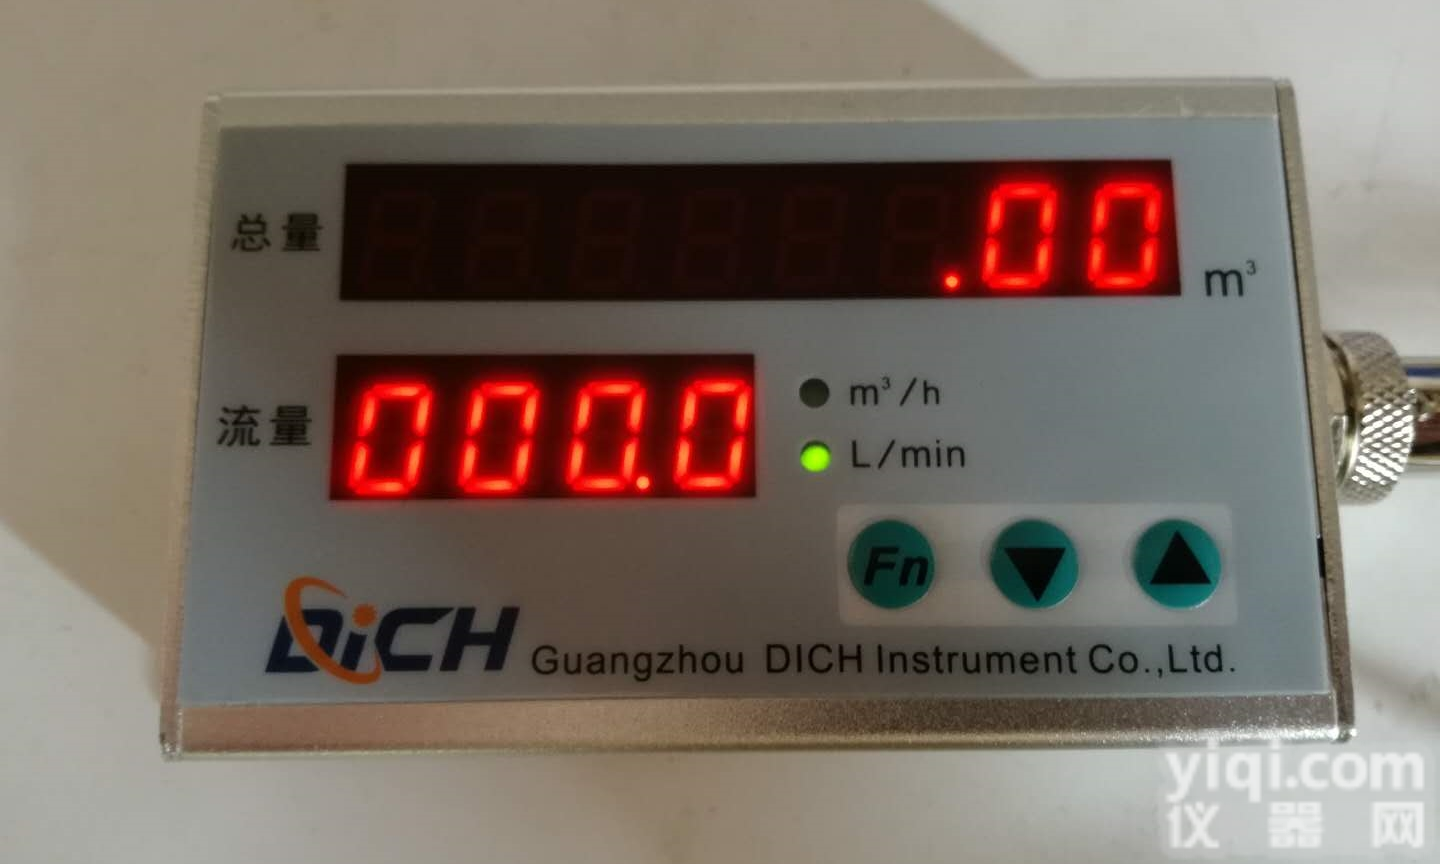 总量 .00 m³
流量 000.0
m³/h
L/min
Fn
DiCH Guangzhou DICH Instrument Co.,Ltd.
yiqi.com
仪器网